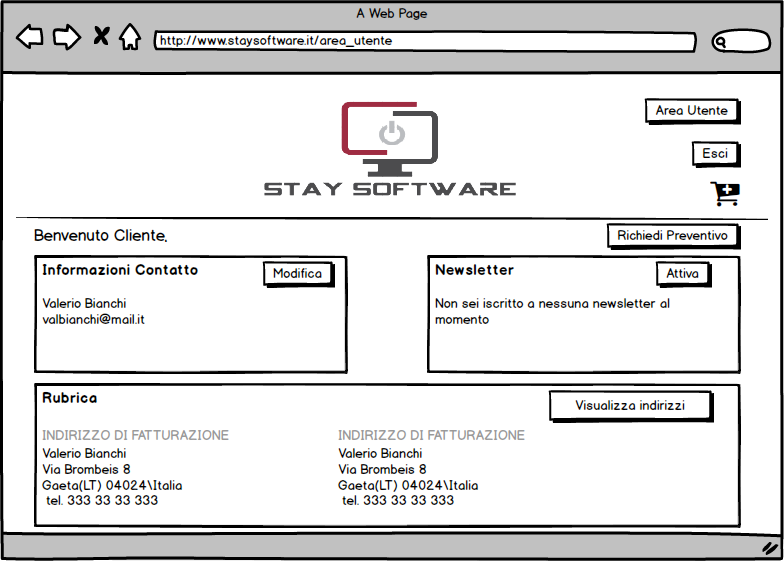 A Web Page
http://www.staysoftware.it/area_utente
Area Utente
Esci
STAY SOFTWARE
Benvenuto Cliente,
Richiedi Preventivo
Informazioni Contatto
Modifica
Valerio Bianchi
valbianchi@mail.it
Newsletter
Attiva
Non sei iscritto a nessuna newsletter al
momento
Rubrica
Visualizza indirizzi
INDIRIZZO DI FATTURAZIONE
Valerio Bianchi
Via Brombeis 8
Gaeta(LT) 04024\Italia
tel. 333 33 33 333
INDIRIZZO DI FATTURAZIONE
Valerio Bianchi
Via Brombeis 8
Gaeta(LT) 04024\Italia
tel. 333 33 33 333